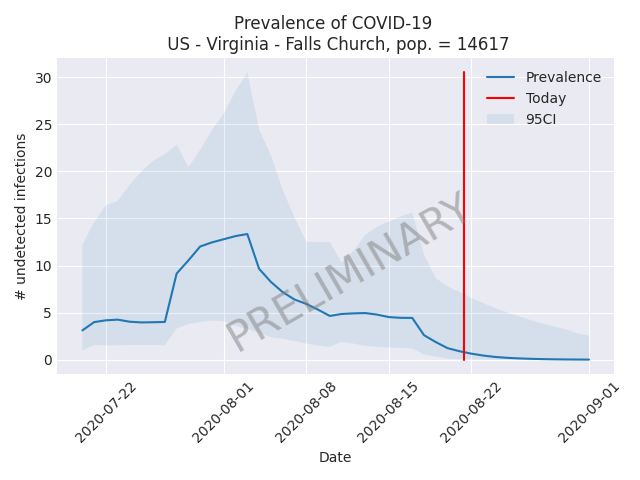 Prevalence of COVID-19
US - Virginia - Falls Church, pop. = 14617
30
25
20
15
10
5
0
# undetected infections
Prevalence
Today
95CI
PRELIMINARY
2020-07-22
2020-08-01
2020-08-08
2020-08-15
2020-08-22
2020-09-01
Date